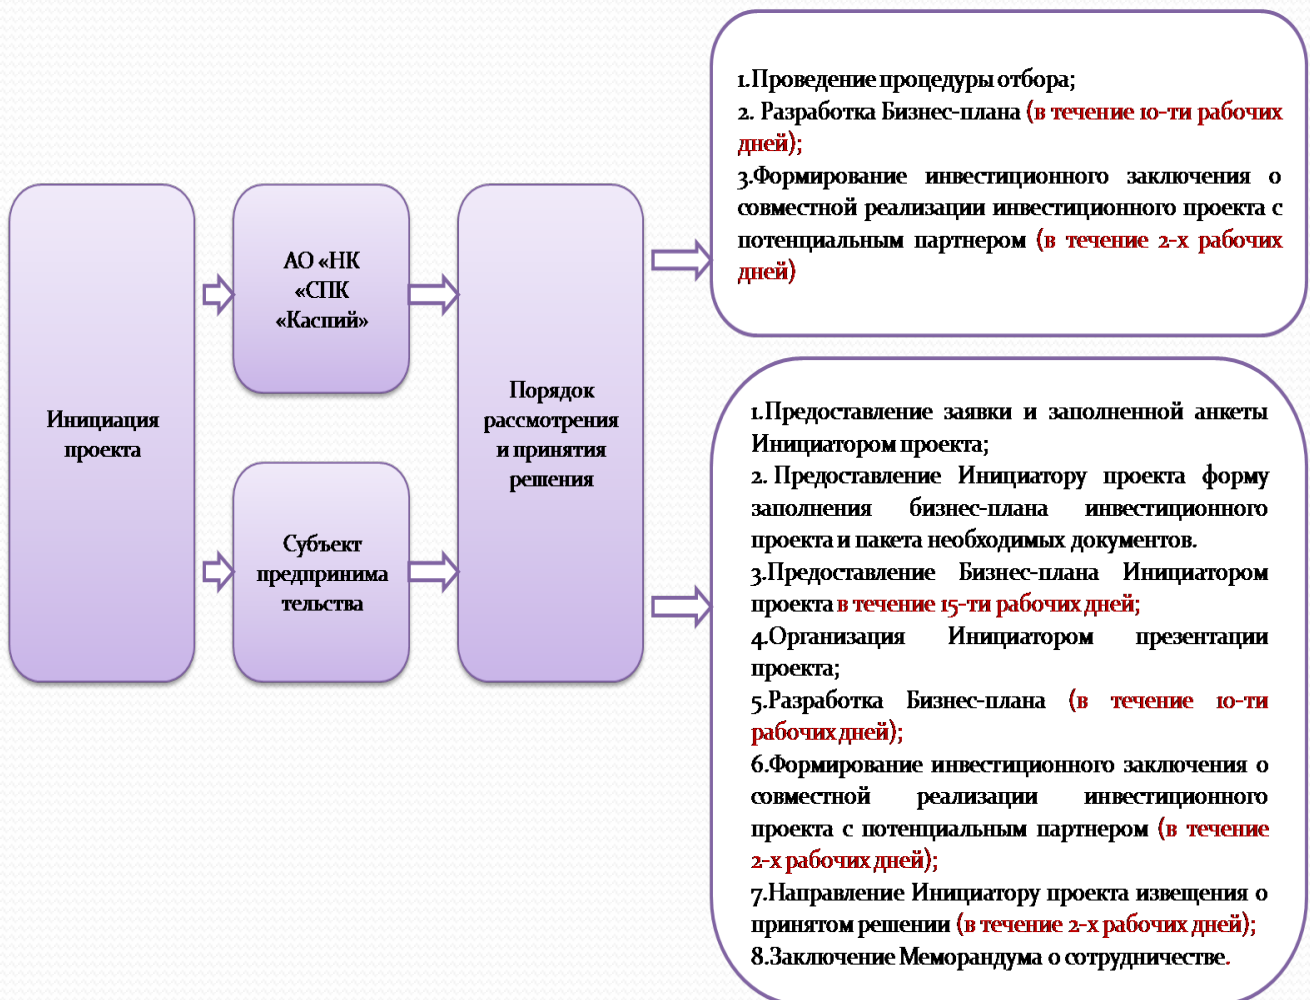 Инициация
проекта
АО «НК
«СПК
«Каспий»
Субъект
предпринима
тельства
Порядок
рассмотрения
и принятия
решения
1.Проведение процедуры отбора;
2. Разработка Бизнес-плана (в течение 10-ти рабочих
дней);
3.Формирование инвестиционного заключения о
совместной реализации инвестиционного проекта с
потенциальным партнером (в течение 2-х рабочих
дней)
1.Предоставление заявки и заполненной анкеты
Инициатором проекта;
2. Предоставление Инициатору проекта форму
заполнения бизнес-плана инвестиционного
проекта и пакета необходимых документов.
3.Предоставление Бизнес-плана Инициатором
проекта в течение 15-ти рабочих дней;
4.Организация Инициатором презентации
проекта;
5.Разработка Бизнес-плана (в течение 10-ти
рабочих дней);
6.Формирование инвестиционного заключения о
совместной реализации инвестиционного
проекта с потенциальным партнером (в течение
2-х рабочих дней);
7.Направление Инициатору проекта извещения о
принятом решении (в течение 2-х рабочих дней);
8.Заключение Меморандума о сотрудничестве.